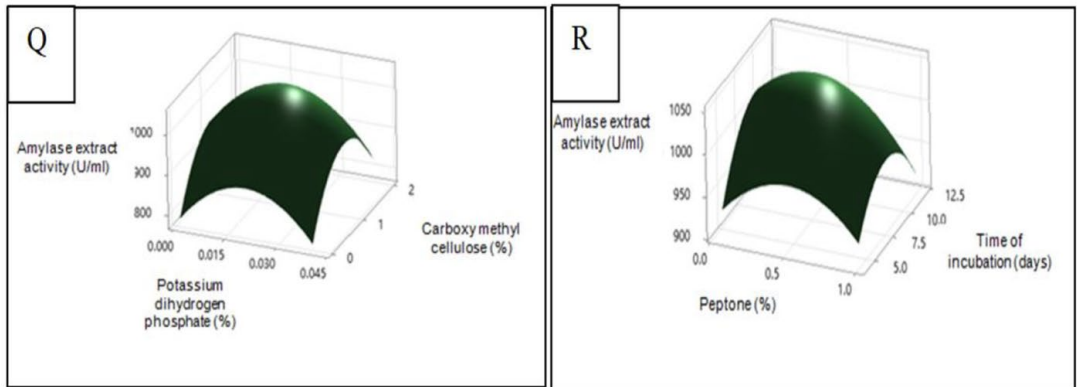 Q
Amylase extract
activity (U/ml)
1000
900
800
0.000
0.015
0.030
0.045
0
1
2
Carboxy methyl
cellulose (%)
Potassium
dihydrogen
phosphate (%)
R
Amylase extract
activity (U/ml)
1050
1000
950
900
0.0
0.5
1.0
5.0
7.5
10.0
12.5
Time of
incubation (days)
Peptone (%)